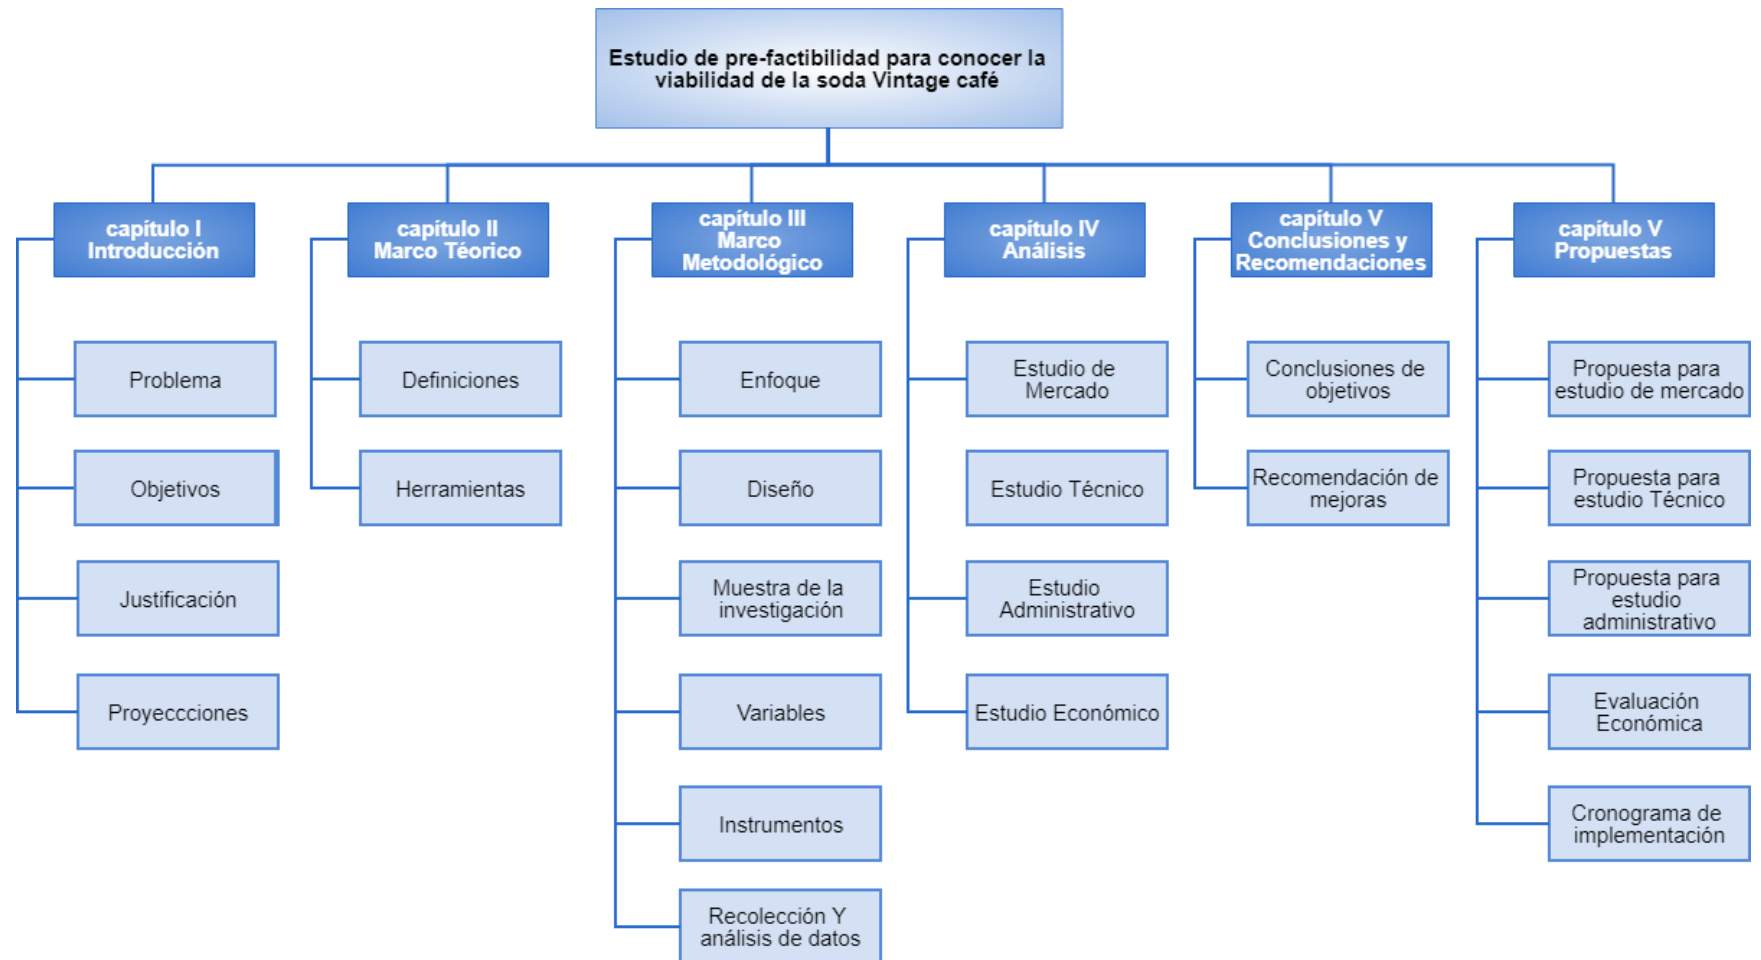 Estudio de pre-factibilidad para conocer la
viabilidad de la soda Vintage café
capítulo I
Introducción
capítulo II
Marco Téorico
capítulo III
Marco
Metodológico
capítulo IV
Análisis
capítulo V
Conclusiones y
Recomendaciones
capítulo V
Propuestas
Problema
Objetivos
Justificación
Proyeccciones
Definiciones
Herramientas
Enfoque
Diseño
Muestra de la
investigación
Variables
Instrumentos
Recolección Y
análisis de datos
Estudio de
Mercado
Estudio Técnico
Estudio
Administrativo
Estudio Económico
Conclusiones de
objetivos
Recomendación de
mejoras
Propuesta para
estudio de mercado
Propuesta para
estudio Técnico
Propuesta para
estudio
administrativo
Evaluación
Económica
Cronograma de
implementación